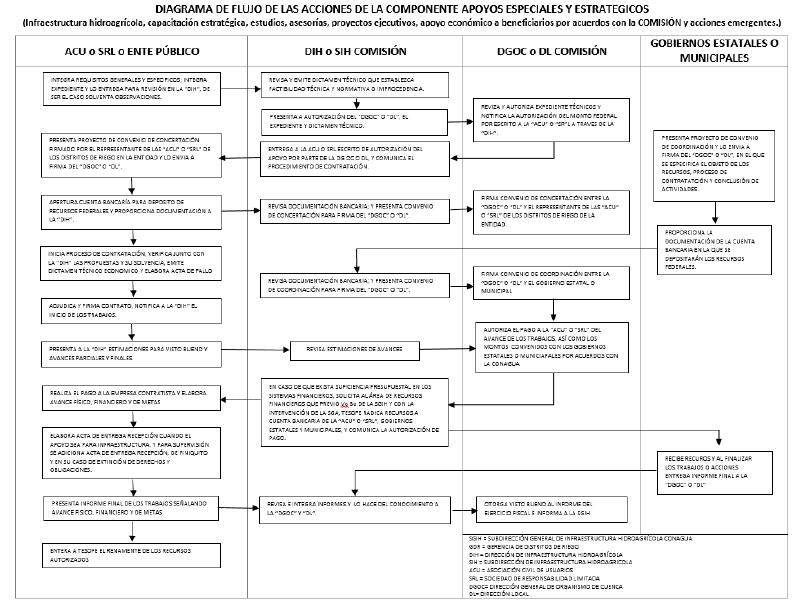 DIAGRAMA DE FLUJO DE LAS ACCIONES DE LA COMPONENTE APOYOS ESPECIALES Y ESTRATEGICOS
(Infraestructura hidroagrícola, capacitación estratégica, estudios, asesorías, proyectos ejecutivos, apoyo económico a beneficiarios por acuerdos con la COMISIÓN y acciones emergentes.)
ACU o SRL o ENTE PÚBLICO
DIH o SIH COMISIÓN
DGOC o DL COMISIÓN
GOBIERNOS ESTATALES O
MUNICIPALES
INTEGRA REQUISITOS GENERALES Y ESPECIFICOS; INTEGRA
EXPEDIENTE Y LO ENTREGA PARA REVISIÓN EN LA "DIH", DE
SER EL CASO SOLVENTA OBSERVACIONES.
REVISA Y EMITE DICTAMEN TÉCNICO QUE ESTABLEZCA
FACTIBILIDAD TÉCNICA Y NORMATIVA O IMPROCEDENCIA.
PRESENTA A AUTORIZACIÓN DEL "DGOC" O "DL", EL
EXPEDIENTE Y DICTAMEN TÉCNICO.
REVIZA Y AUTORIZA EXPEDIENTE TÉCNICOS Y
NOTIFICA LA AUTORIZACIÓN DEL MONTO FEDERAL
POR ESCRITO A LA "ACU" O "SRL" A TRAVES DE LA
"DIH".
PRESENTA PROYECTO DE CONVENIO DE CONCERTACIÓN
FIRMADO POR EL REPRESENTANTE DE LAS "ACU" O "SRL" DE
LOS DISTRITOS DE RIEGO EN LA ENTIDAD Y LO ENVIA A
FIRMA DEL "DGOC" O "DL".
ENTREGA A LA ACU O SRL ESCRITO DE AUTORIZACIÓN DEL
APOYO POR PARTE DE LA DGOC O DL, Y COMUNICA EL
PROCEDIMIENTO DE CONTRATACIÓN.
PRESENTA PROYECTO DE CONVENIO
DE COORDINACIÓN Y LO ENVIA A
FIRMA DEL "DGOC" O "DL", EN EL QUE
SE ESPECIFICA EL OBJETO DE LOS
RECURSOS, PROCESO DE
CONTRATATACIÓN Y CONCLUSIÓN DE
ACTIVIDADES.
APERTURA CUENTA BANCARÍA PARA DEPOSITO DE
RECURSOS FEDERALES Y PROPORCIONA DOCUMENTACIÓN A
LA "DIH".
REVISA DOCUMENTACIÓN BANCARIA; Y PRESENTA CONVENIO
DE CONCERTACIÓN PARA FIRMA DEL "DGOC" O "DL".
FIRMA CONVENIO DE CONCERTACIÓN ENTRE LA
"DGOC" O "DL" Y EL REPRESENTANTE DE LAS "ACU"
O "SRL" DE LOS DISTRITOS DE RIEGO DE LA
ENTIDAD.
PROPORCIONA LA
DOCUMENTACIÓN DE LA CUENTA
BANCARIA EN LA QUE SE
DEPOSITARÁN LOS RECURSOS
FEDERALES.
INICIA PROCESO DE CONTRATACIÓN, VERIFICA JUNTO CON
LA "DIH" LAS PROPUESTAS Y SU SOLVENCIA, EMITE
DICTAMEN TÉCNICO ECONOMICO Y ELABORA ACTA DE FALLO
REVISA DOCUMENTACIÓN BANCARIA; Y PRESENTA CONVENIO
DE COORDINACIÓN PARA FIRMA DEL "DGOC" O "DL".
FIRMA CONVENIO DE COORDINACIÓN ENTRE LA
"DGOC" O "DL" Y EL GOBIERNO ESTATAL O
MUNICIPAL
ADJUDICA Y FIRMA CONTRATO, NOTIFICA A LA "DIH" EL
INICIO DE LOS TRABAJOS.
PRESENTA A LA "DIH" ESTIMACIONES PARA VISTO BUENO Y
AVANCES PARCIALES Y FINALES.
REVISA ESTIMACIONES DE AVANCES
AUTORIZA EL PAGO A LA "ACU" O "SRL" DEL
AVANCE DE LOS TRABAJOS, ASÍ COMO LOS
MONTOS CONVENIDOS CON LOS GOBIERNOS
ESTATALES O MUNICIAPALES POR ACUERDOS CON
LA CONAGUA
REALIZA EL PAGO A LA EMPRESA CONTRATISTA Y ELABORA
AVANCE FÍSICO, FINANCIERO Y DE METAS
EN CASO DE QUE EXISTA SUFICIENCIA PRESUPUESTAL EN LOS
SISTEMAS FINANCIEROS, SOLICITA AL ÁREA DE RECURSOS
FINANCIEROS QUE PREVIO Vo Bo DE LA SGIH Y CON LA
INTERVENCIÓN DE LA SGA, TESOFE RADICA RECURSOS A
CUENTA BANCARIA DE LA "ACU" O "SRL", GOBIERNOS
ESTATALES Y MUNICIPALES, Y COMUNICA LA AUTORIZACIÓN DE
PAGO.
ELABORA ACTA DE ENTREGA RECEPCIÓN CUANDO EL
APOYO SEA PARA INFRAESTRUCTURA, Y PARA SUPERVISIÓN
SE ADICIONA ACTA DE ENTREGA RECEPCIÓN, DE FINIQUITO
Y EN SU CASO DE EXTINCIÓN DE DERECHOS Y
OBLIGACIONES.
RECIBE RECUROS Y AL FINALIZAR
LOS TRABAJOS O ACCIONES
ENTREGA INFORME FINAL A LA
"DGOC" O "DL"
PRESENTA INFORME FINAL DE LOS TRABAJOS SEÑALANDO
AVANCE FISICO, FINANCIERO Y DE METAS
REVISA E INTEGRA INFORMES Y LO HACE DEL CONOCIMIENTO A
LA "DGOC" Y "DL".
OTORGA VISTO BUENO AL INFORME DEL
EJERCICIO FISCAL E INFORMA A LA SGIH.
ENTERA A TESOFE EL REMANENTE DE LOS RECURSOS
AUTORIZADOS
SGIH = SUBDIRECCIÓN GENERAL DE INFRAESTRUCTURA HIDROAGRÍCOLA CONAGUA
GDR = GERENCIA DE DISTRITOS DE RIEGO
DIH = DIRECCIÓN DE INFRAESTRUCTURA HIDROAGRÍCOLA
SIH = SUBDIRECCIÓN DE INFRAESTRUCTURA HIDROAGRICOLA
ACU = ASOCIACIÓN CIVIL DE USUARIOS
SRL = SOCIEDAD DE RESPONSABILIDAD LIMITADA
DGOC= DIRECCIÓN GENERAL DE ORGANISMO DE CUENCA
DL= DIRECCIÓN LOCAL